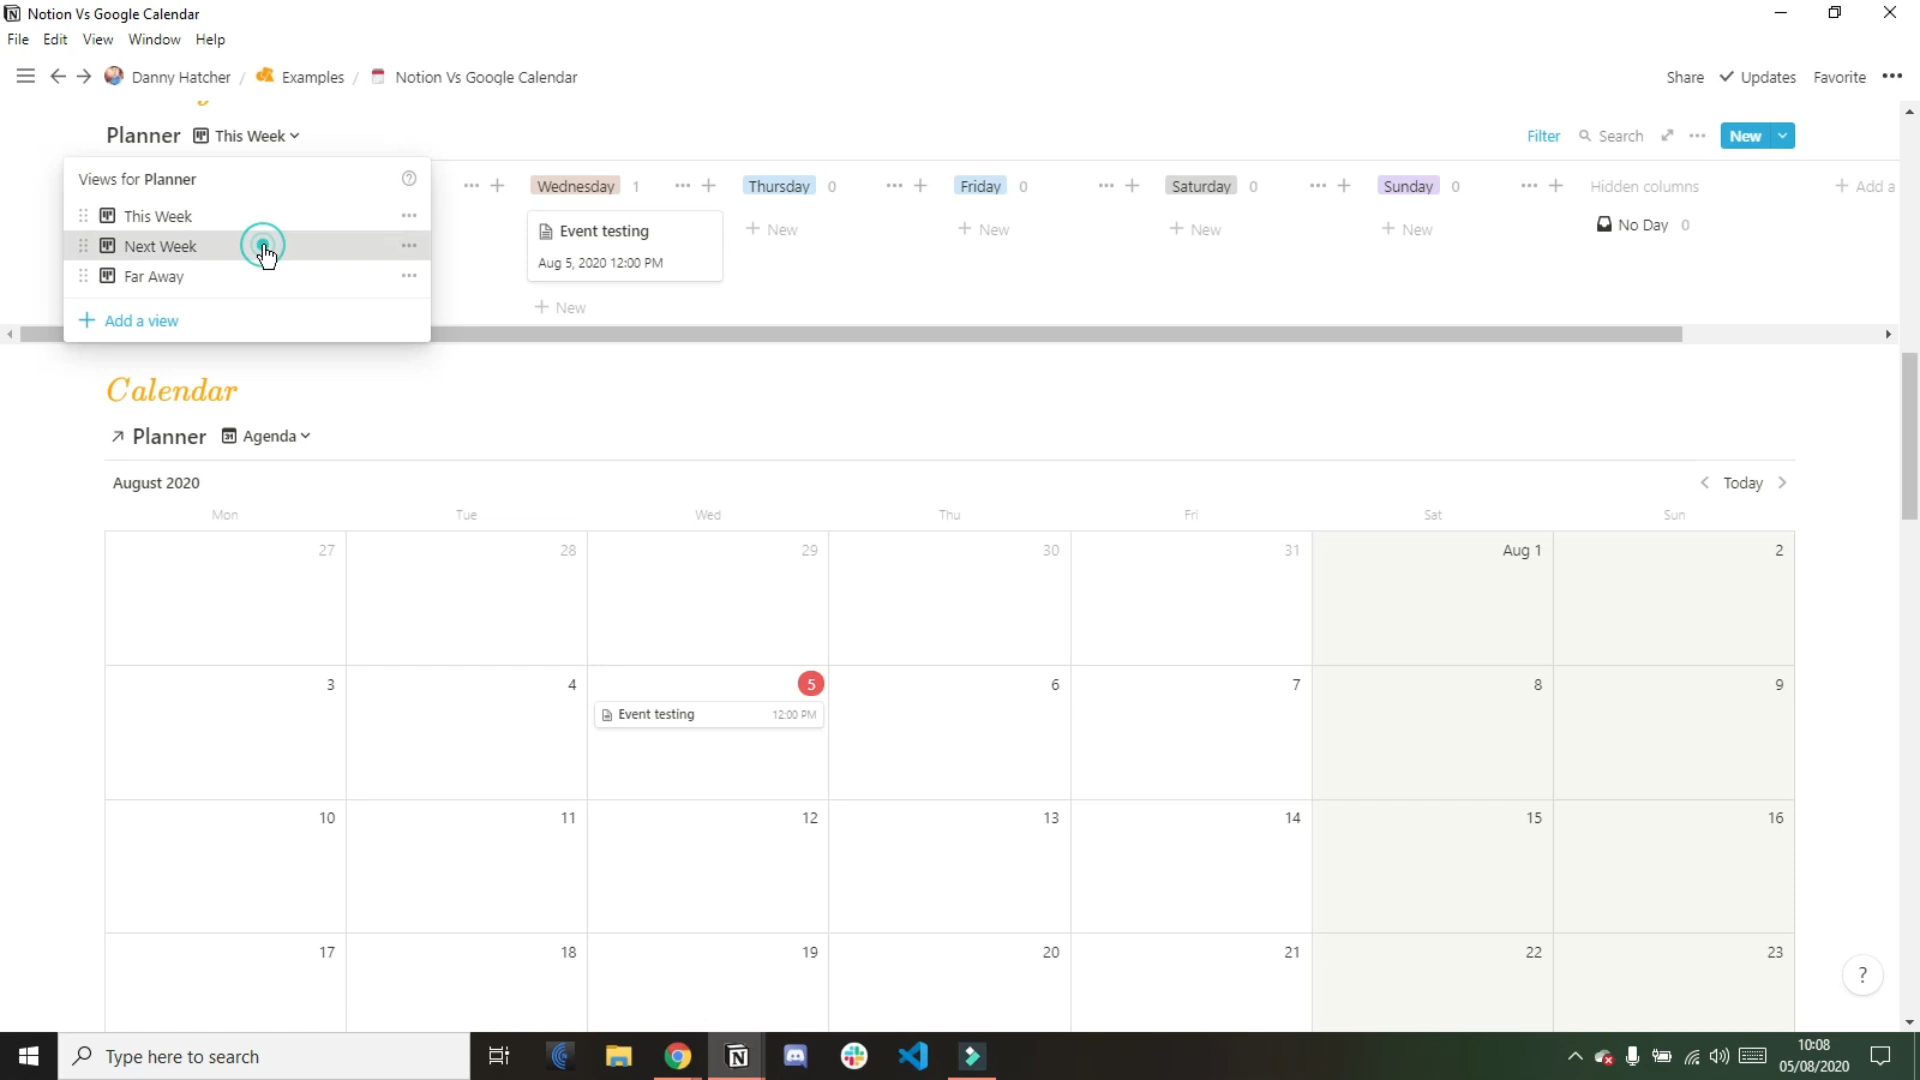 Notion Vs Google Calendar
File Edit View Window Help
Danny Hatcher / Examples / Notion Vs Google Calendar
Share Updates Favorite
Planner This Week
Filter Search New
Views for Planner
This Week
Next Week
Far Away
+ Add a view
Wednesday 1 Thursday 0 Friday 0 Saturday 0 Sunday 0 Hidden columns + Add a
Event testing
Aug 5, 2020 12:00 PM
+ New
+ New + New + New + New
No Day 0
Calendar
Planner Agenda
August 2020
Today
Mon Tue Wed Thu Fri Sat Sun
27 28 29 30 31 Aug 1 2
3 4 5 6 7 8 9
Event testing 12:00 PM
10 11 12 13 14 15 16
17 18 19 20 21 22 23
?
Type here to search
10:08
05/08/2020